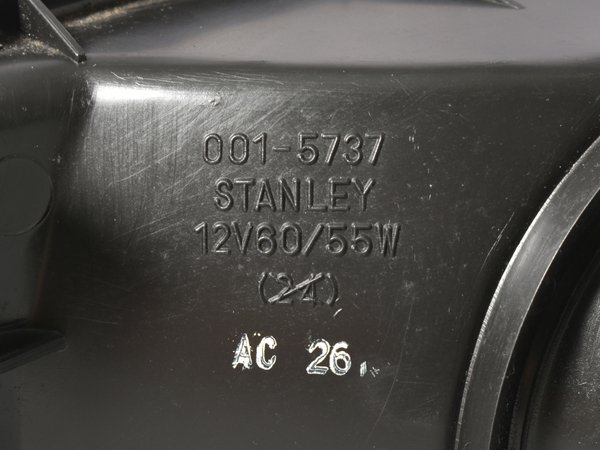 001-5737
STANLEY
12V60/55W
(24)
AC 26.